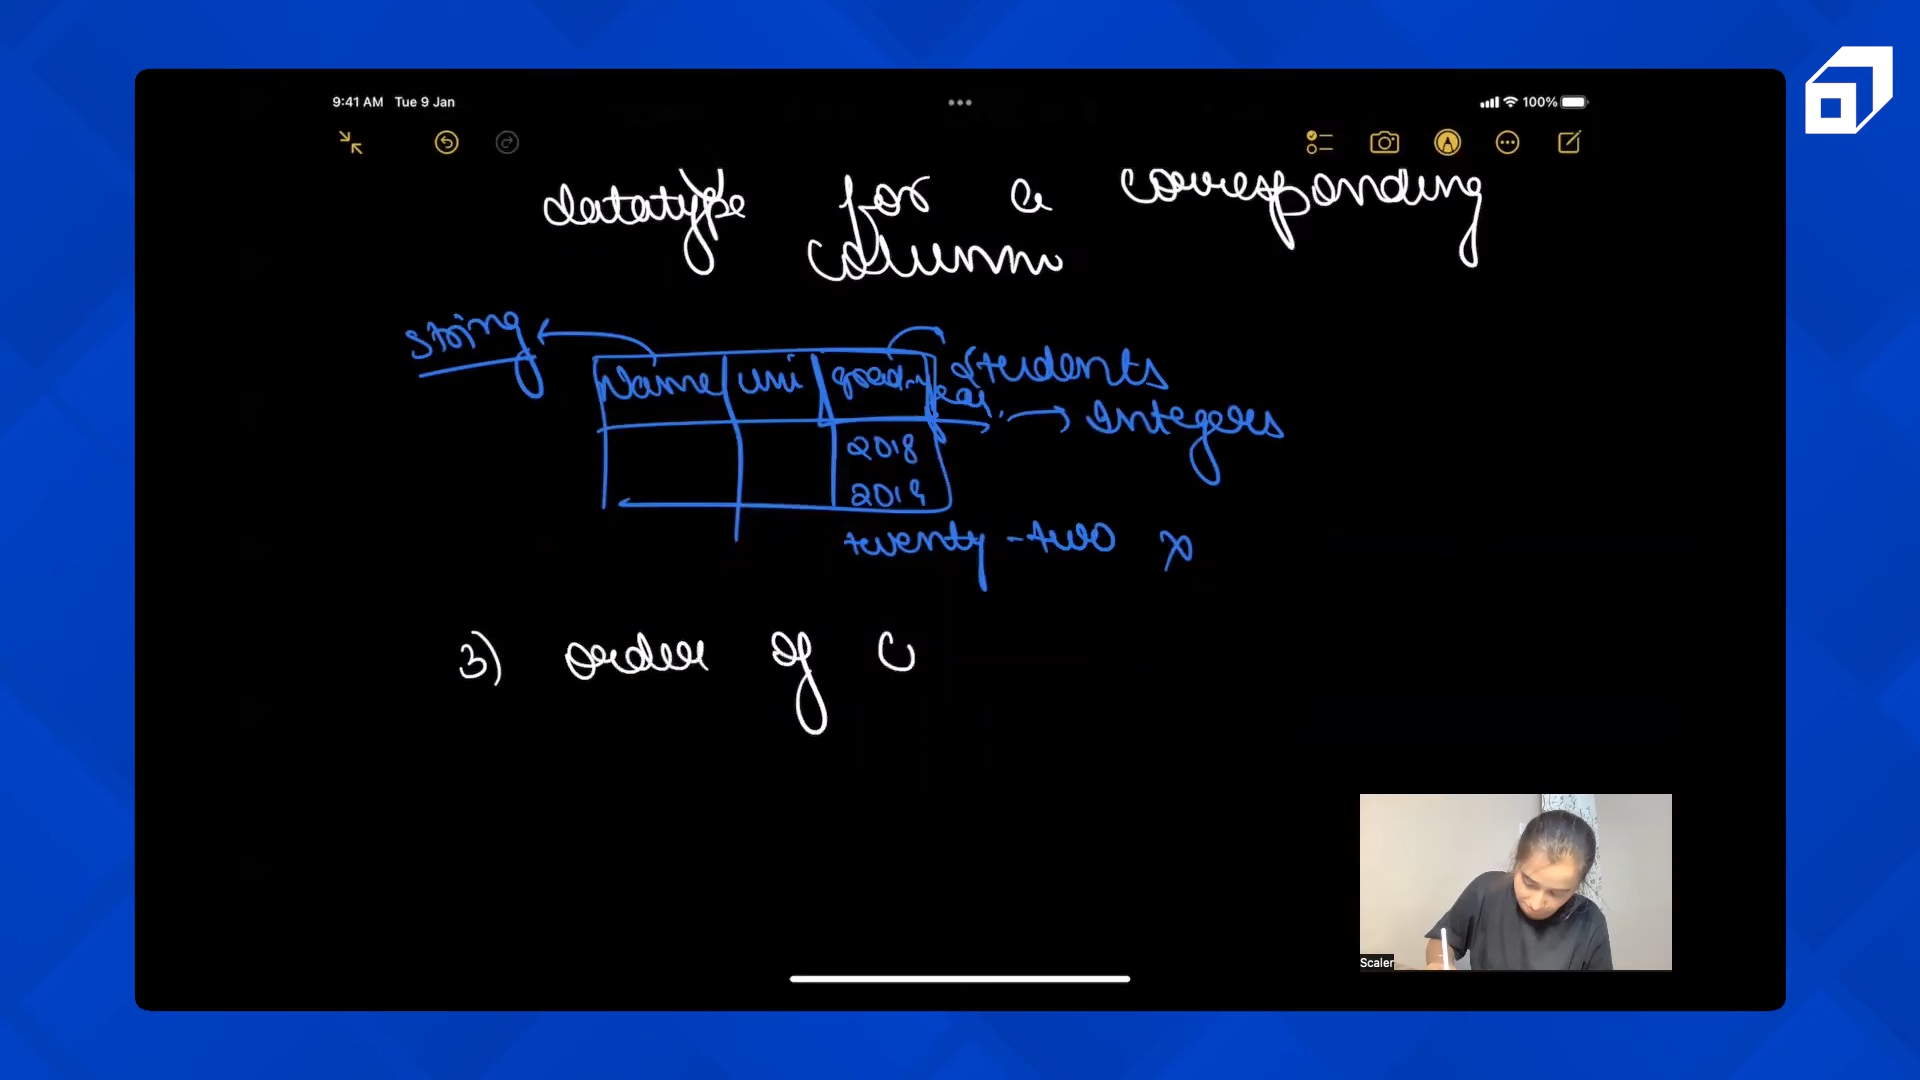 9:41 AM Tue 9 Jan
100%
datatype for a corresponding
column
string
Name uni grad year
students
Integers
2018
2019
twenty-two x
3) order of C
Scaler